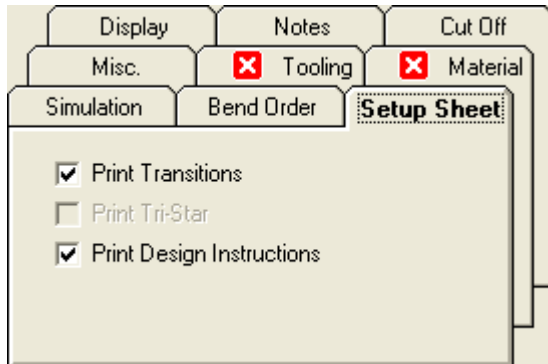 Display Notes Cut Off
Misc. Tooling Material
Simulation Bend Order Setup Sheet
Print Transitions
Print Tri-Star
Print Design Instructions